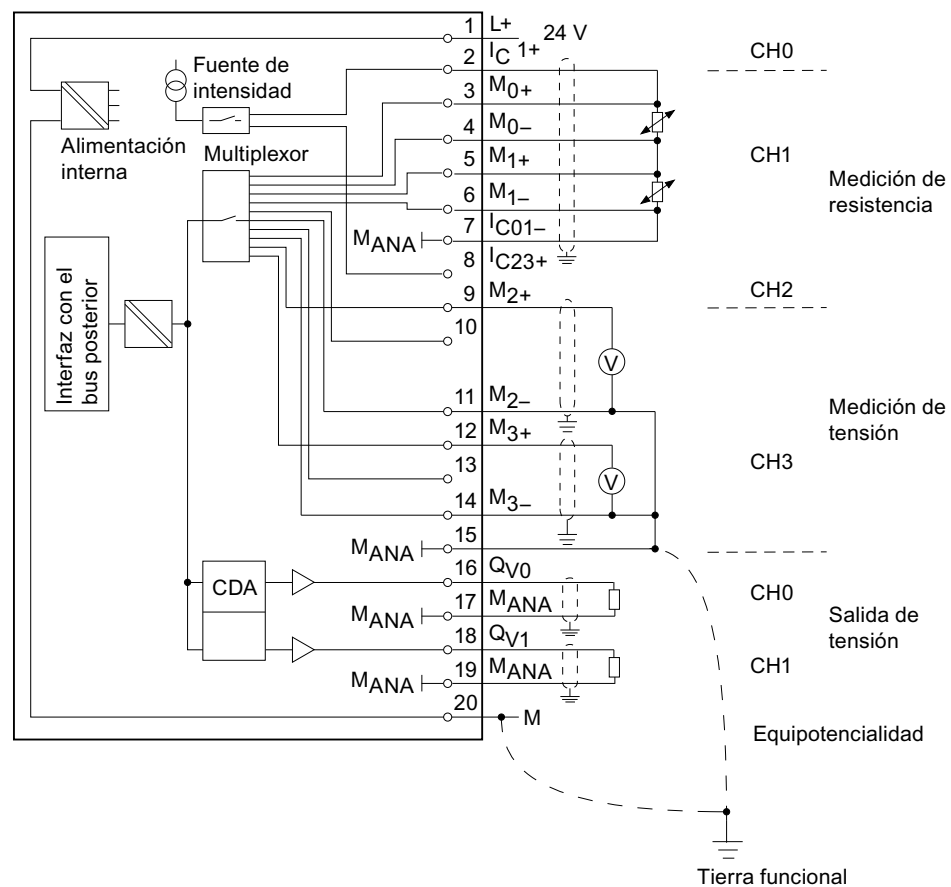 1 L+ 24 V
2 IC 1+
3 M0+
4 M0–
5 M1+
6 M1–
7 IC01–
8 IC23+
9 M2+
10
11 M2–
12 M3+
13
14 M3–
15
16 QV0
17 MANA
18 QV1
19 MANA
20 M
Fuente de
intensidad
Alimentación
interna
Multiplexor
MANA
Interfaz con el
bus posterior
V
V
MANA
CDA
MANA
MANA
CH0
CH1
Medición de
resistencia
CH2
Medición de
tensión
CH3
CH0
Salida de
tensión
CH1
Equipotencialidad
Tierra funcional